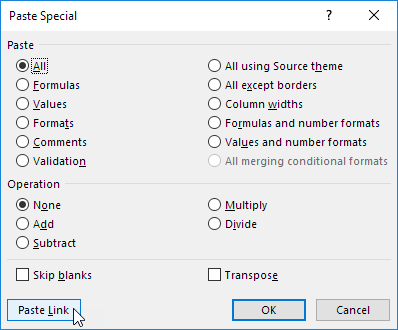 Paste Special
?
Paste
All
All using Source theme
Formulas
All except borders
Values
Column widths
Formats
Formulas and number formats
Comments
Values and number formats
Validation
All merging conditional formats
Operation
None
Multiply
Add
Divide
Subtract
Skip blanks
Transpose
Paste Link
OK
Cancel